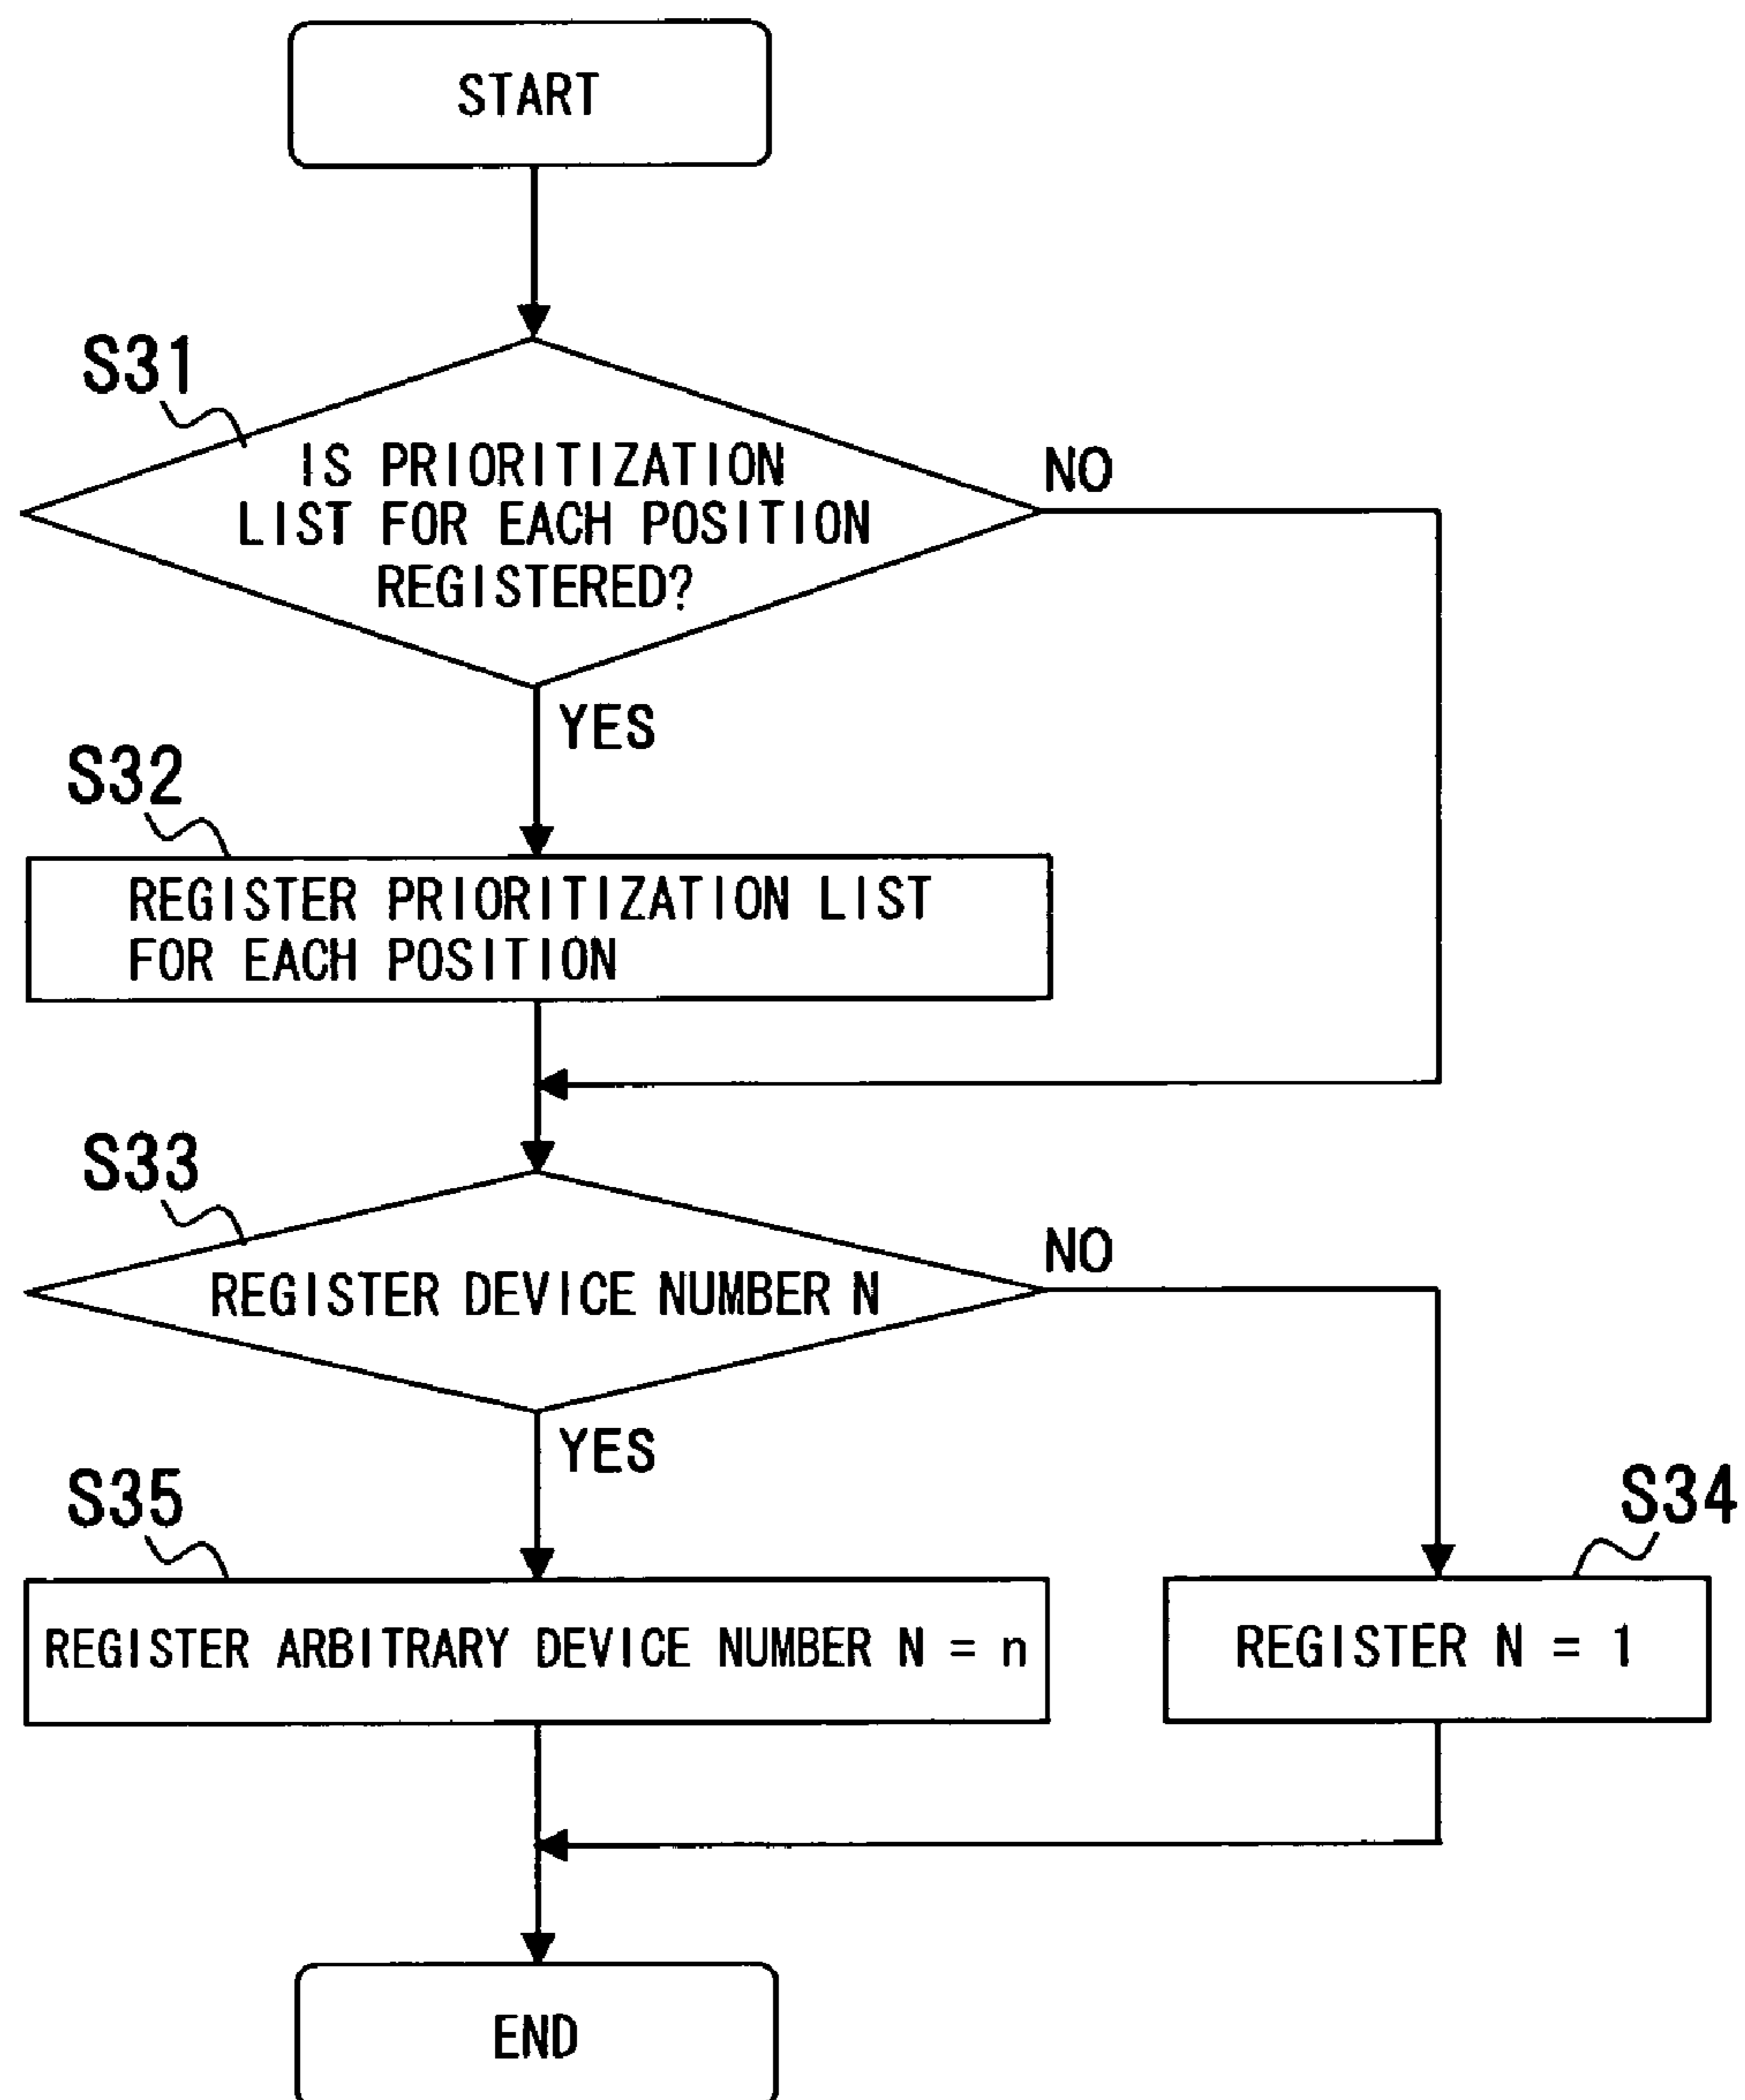 START
S31
IS PRIORITIZATION
LIST FOR EACH POSITION
REGISTERED?
NO
YES
S32
REGISTER PRIORITIZATION LIST
FOR EACH POSITION
S33
REGISTER DEVICE NUMBER N
NO
YES
S35
S34
REGISTER ARBITRARY DEVICE NUMBER N = n
REGISTER N = 1
END